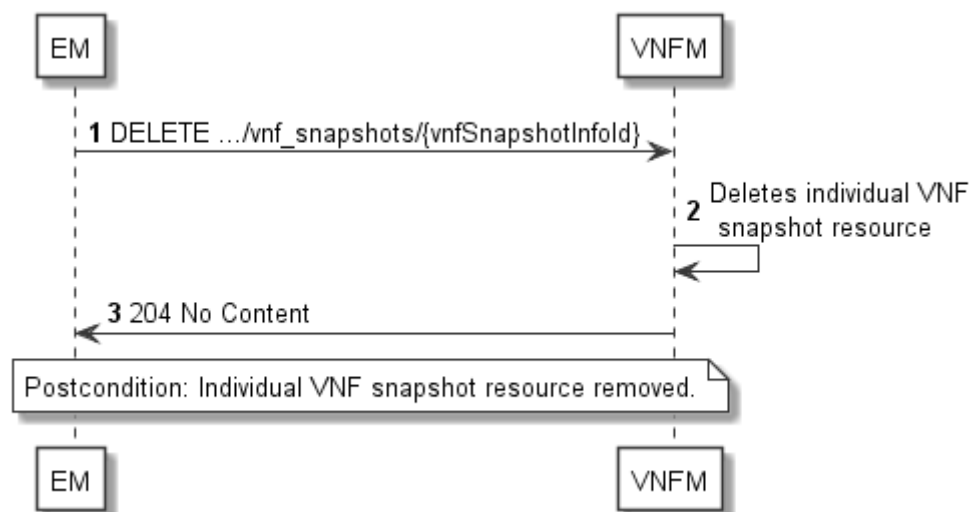 EM
VNFM
1 DELETE .../vnf_snapshots/{vnfSnapshotInfoId}
2 Deletes individual VNF
snapshot resource
3 204 No Content
Postcondition: Individual VNF snapshot resource removed.
EM
VNFM